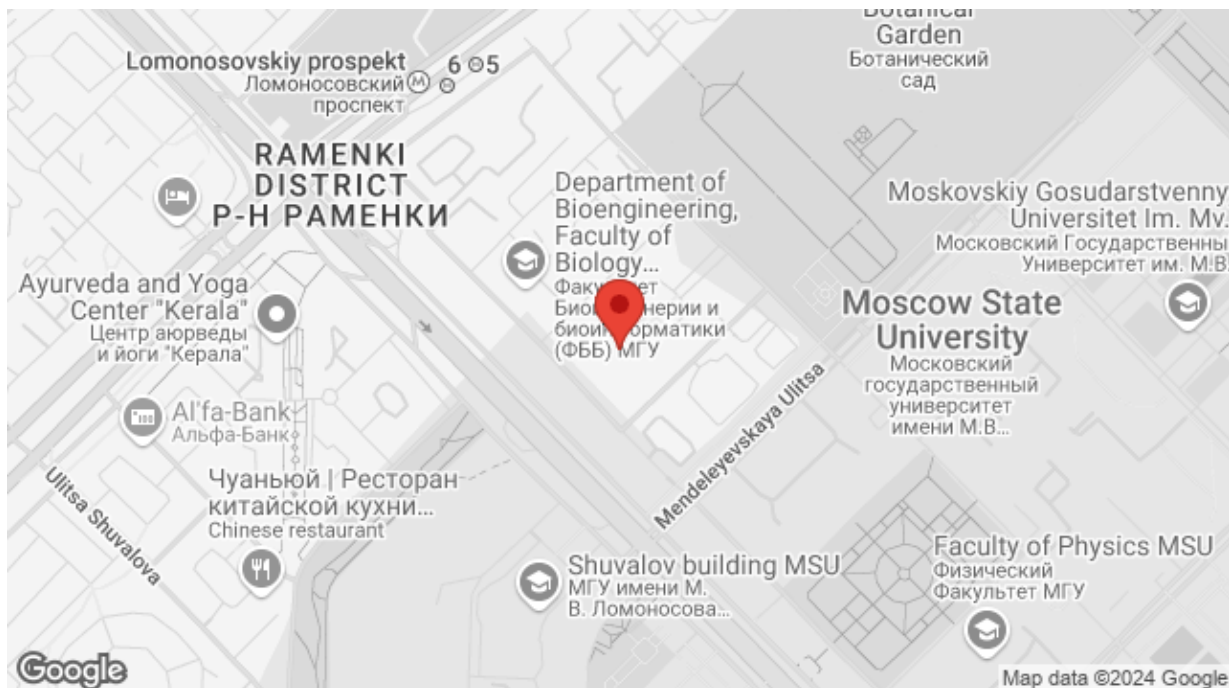 Botanical
Garden
Ботанический
сад
Lomonosovskiy prospekt
Ломоносовский
проспект
6
5
RAMENKI
DISTRICT
Р-Н РАМЕНКИ
Department of
Bioengineering,
Faculty of
Biology...
биоинформатики
(ФББ) МГУ
Moskovskiy Gosudarstvenny
Universitet Im. Mv.
Московский Государственны
Университет им. М.В.
Ayurveda and Yoga
Center "Kerala"
Центр аюрведы
и йоги "Керала"
Moscow State
University
Московский
государственный
университет
имени М.В...
Al'fa-Bank
Альфа-Банк
Mendeleyevskaya Ulitsa
Ulitsa Shuvalova
Чуаньюй | Ресторан
китайской кухни...
Chinese restaurant
Shuvalov building MSU
МГУ имени М.
В. Ломоносова...
Faculty of Physics MSU
Физический
Факультет МГУ
Google
Map data ©2024 Google